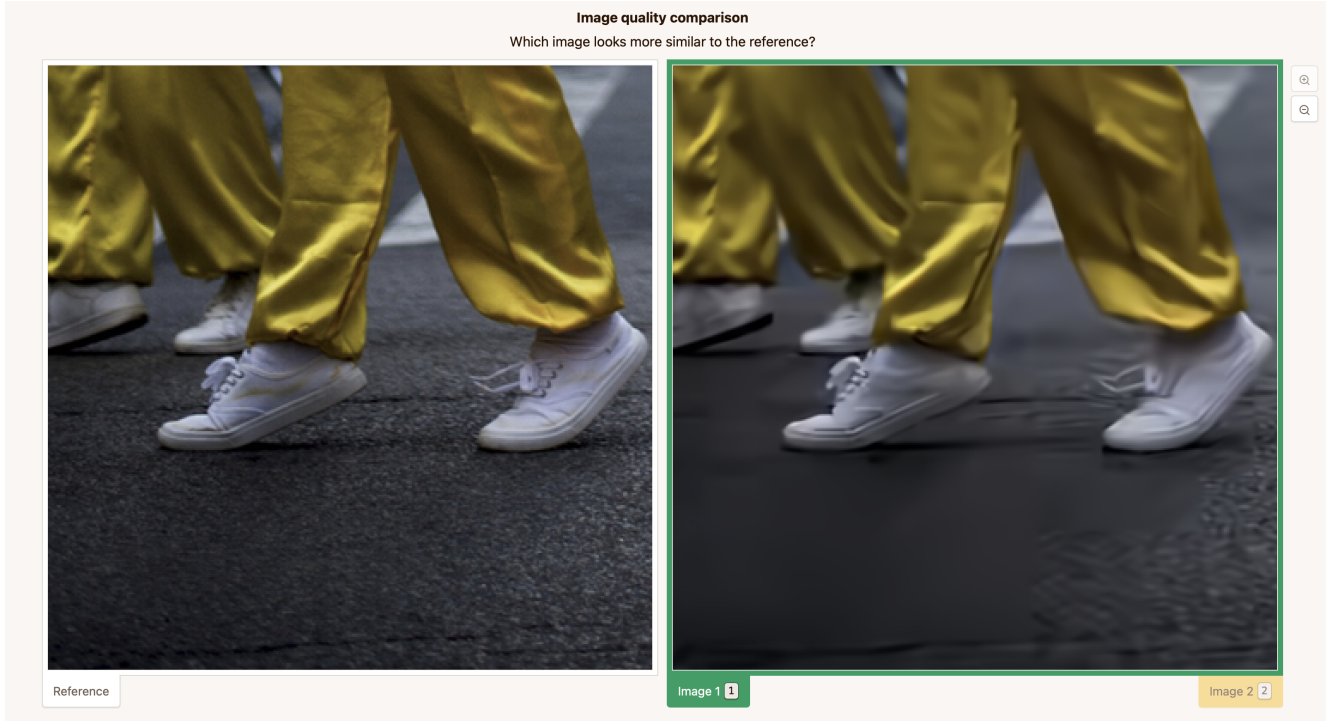 Image quality comparison
Which image looks more similar to the reference?
Reference
Image 1 1
Image 2 2